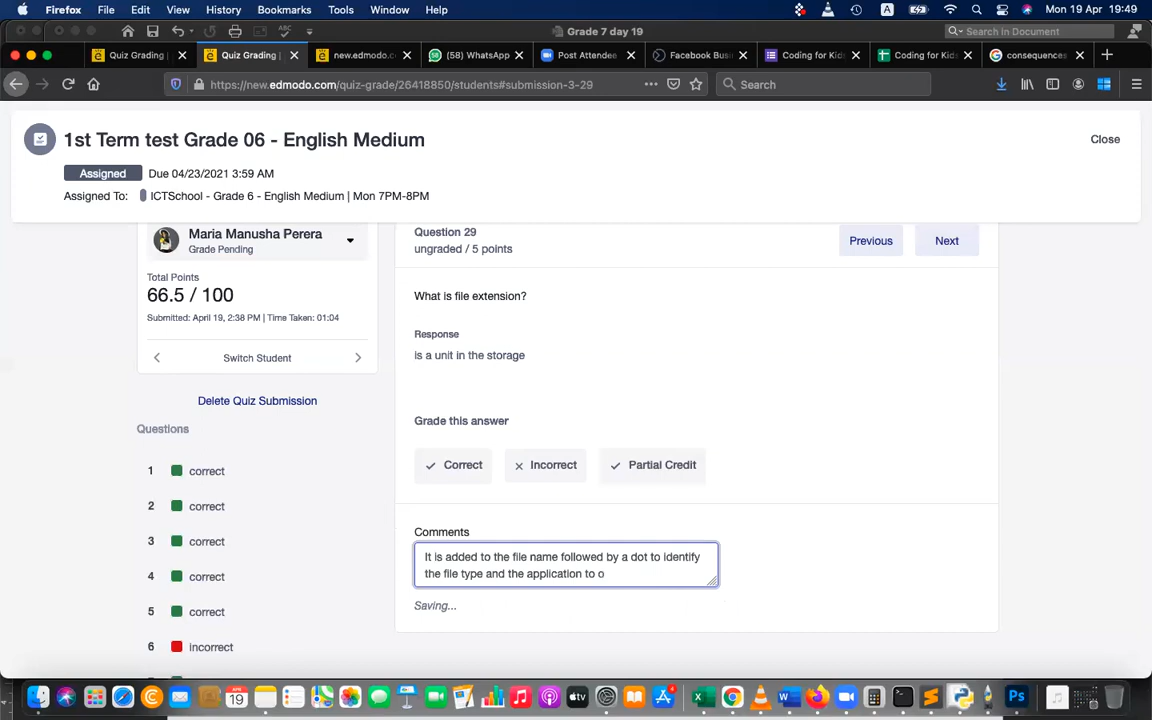 Firefox File Edit View History Bookmarks Tools Window Help A Mon 19 Apr 19:49
Grade 7 day 19 Search in Document
Quiz Grading | Quiz Grading | new.edmodo.c (58) WhatsApp Post Attendee Facebook Busi Coding for Kids Coding for Kids consequences
https://new.edmodo.com/quiz-grade/26418850/students#submission-3-29 Search
1st Term test Grade 06 - English Medium Close
Assigned Due 04/23/2021 3:59 AM
Assigned To: ICTSchool - Grade 6 - English Medium | Mon 7PM-8PM
Maria Manusha Perera
Grade Pending
Total Points
66.5 / 100
Submitted: April 19, 2:38 PM | Time Taken: 01:04
Switch Student
Delete Quiz Submission
Questions
1 correct
2 correct
3 correct
4 correct
5 correct
6 incorrect
Question 29
ungraded / 5 points
Previous Next
What is file extension?
Response
is a unit in the storage
Grade this answer
Correct Incorrect Partial Credit
Comments
It is added to the file name followed by a dot to identify
the file type and the application to o
Saving...
APR
19
tv
X W Ps